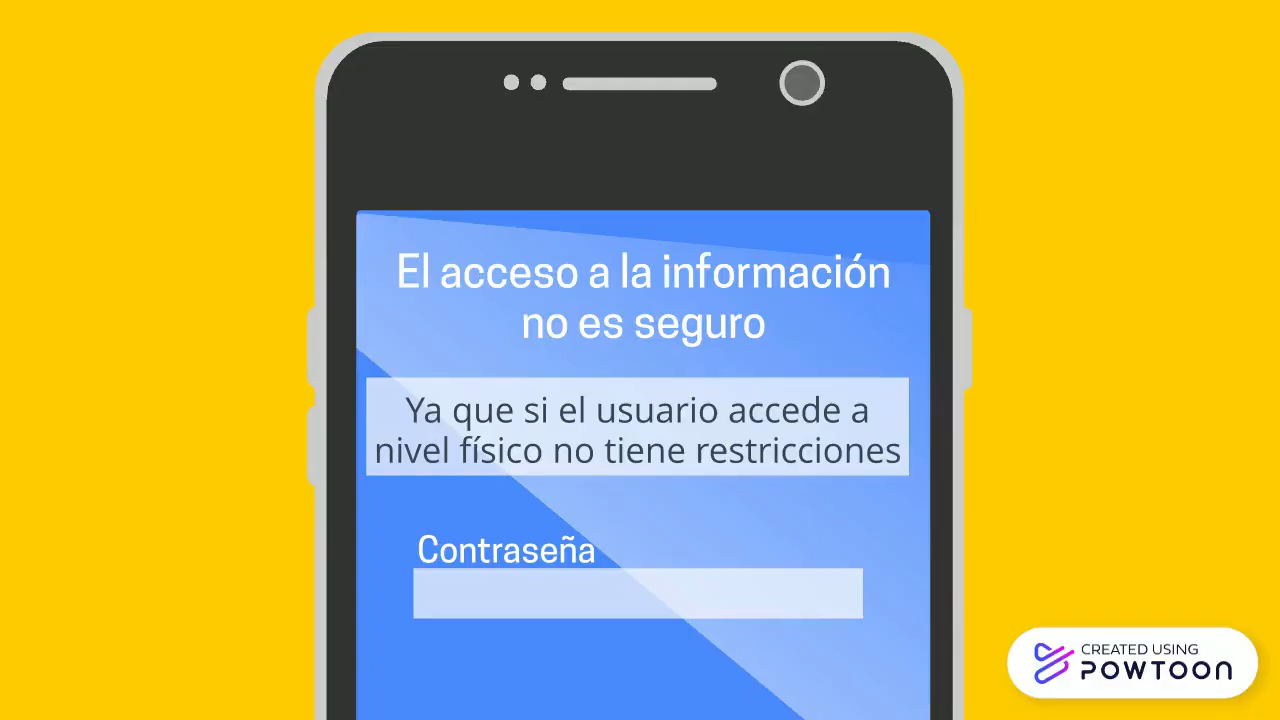 El acceso a la información
no es seguro
Ya que si el usuario accede a
nivel físico no tiene restricciones
Contraseña
CREATED USING
POWTOON